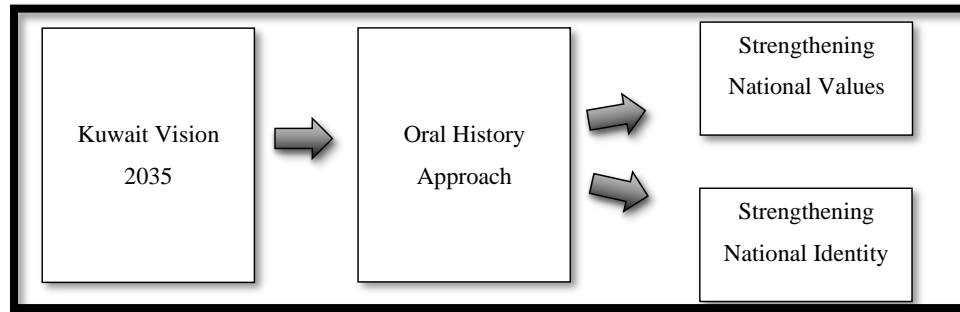 Kuwait Vision
2035
Oral History
Approach
Strengthening
National Values
Strengthening
National Identity